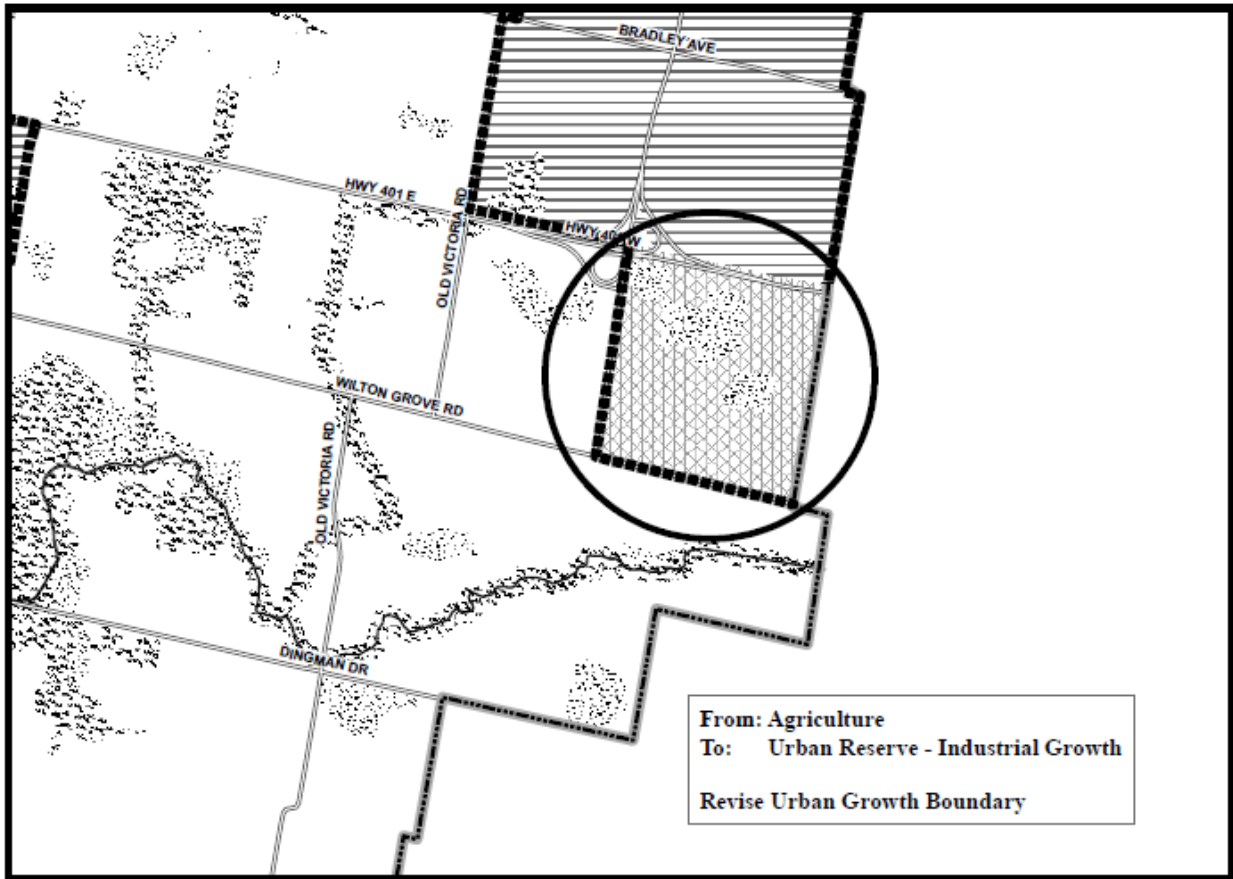 BRADLEY AVE
HWY 401 E
OLD VICTORIA RD
HWY 401 W
WILTON GROVE RD
OLD VICTORIA RD
DINGMAN DR
From: Agriculture
To: Urban Reserve - Industrial Growth
Revise Urban Growth Boundary